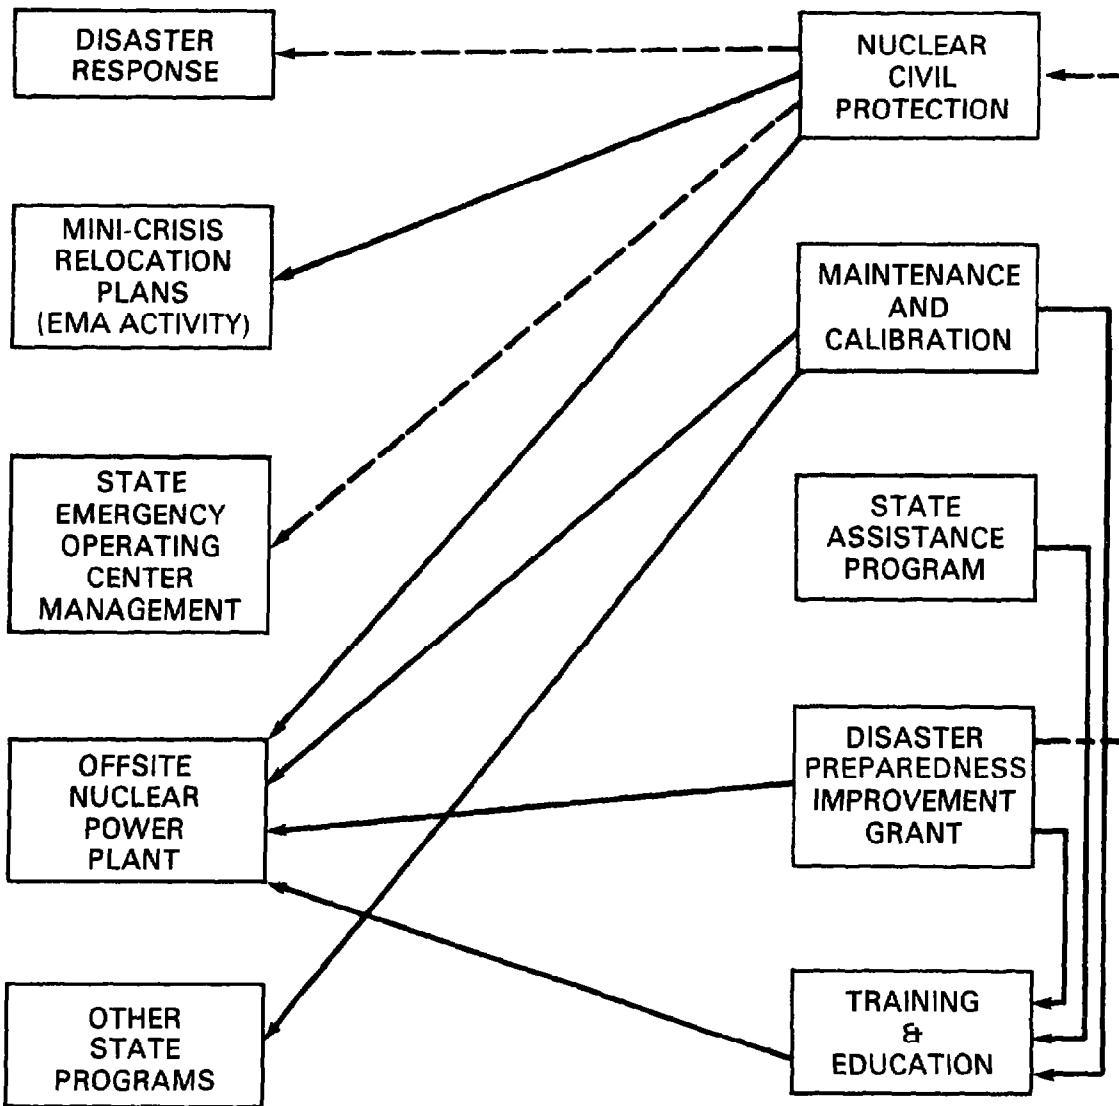 DISASTER
RESPONSE
NUCLEAR
CIVIL
PROTECTION
MINI-CRISIS
RELOCATION
PLANS
(EMA ACTIVITY)
MAINTENANCE
AND
CALIBRATION
STATE
EMERGENCY
OPERATING
CENTER
MANAGEMENT
STATE
ASSISTANCE
PROGRAM
OFFSITE
NUCLEAR
POWER
PLANT
DISASTER
PREPAREDNESS
IMPROVEMENT
GRANT
OTHER
STATE
PROGRAMS
TRAINING
&
EDUCATION